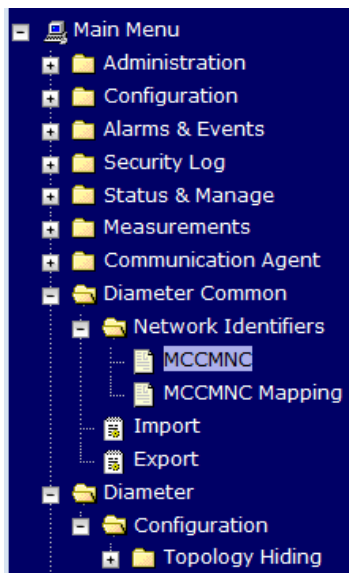 Main Menu
Administration
Configuration
Alarms & Events
Security Log
Status & Manage
Measurements
Communication Agent
Diameter Common
Network Identifiers
MCCMNC
MCCMNC Mapping
Import
Export
Diameter
Configuration
Topology Hiding